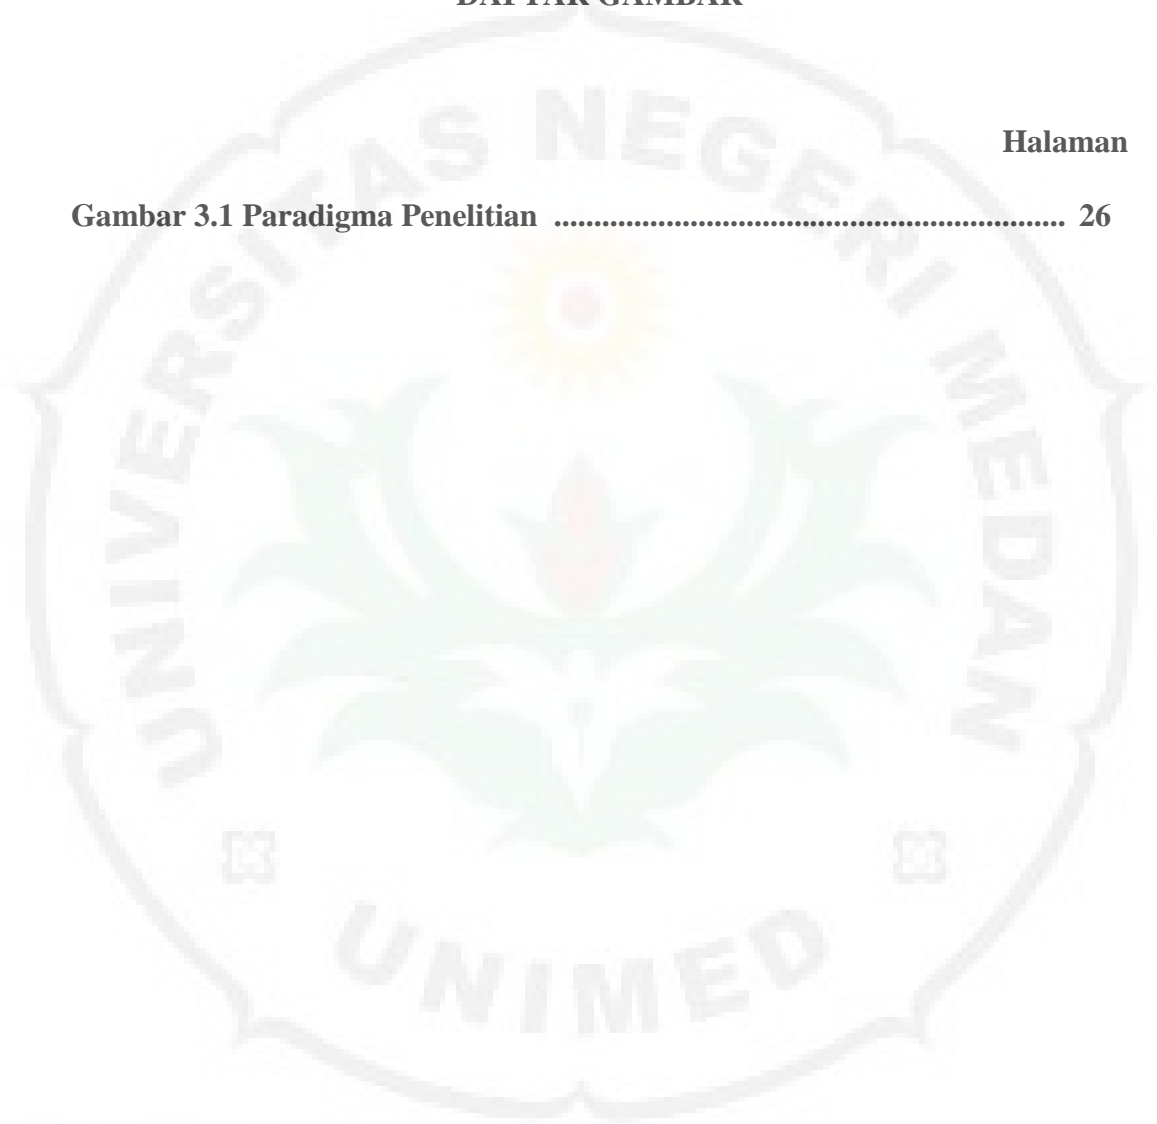 DAFTAR GAMBAR
Halaman
Gambar 3.1 Paradigma Penelitian ................................................................. 26
UNIVERSITAS NEGERI MEDAN
UNIMED